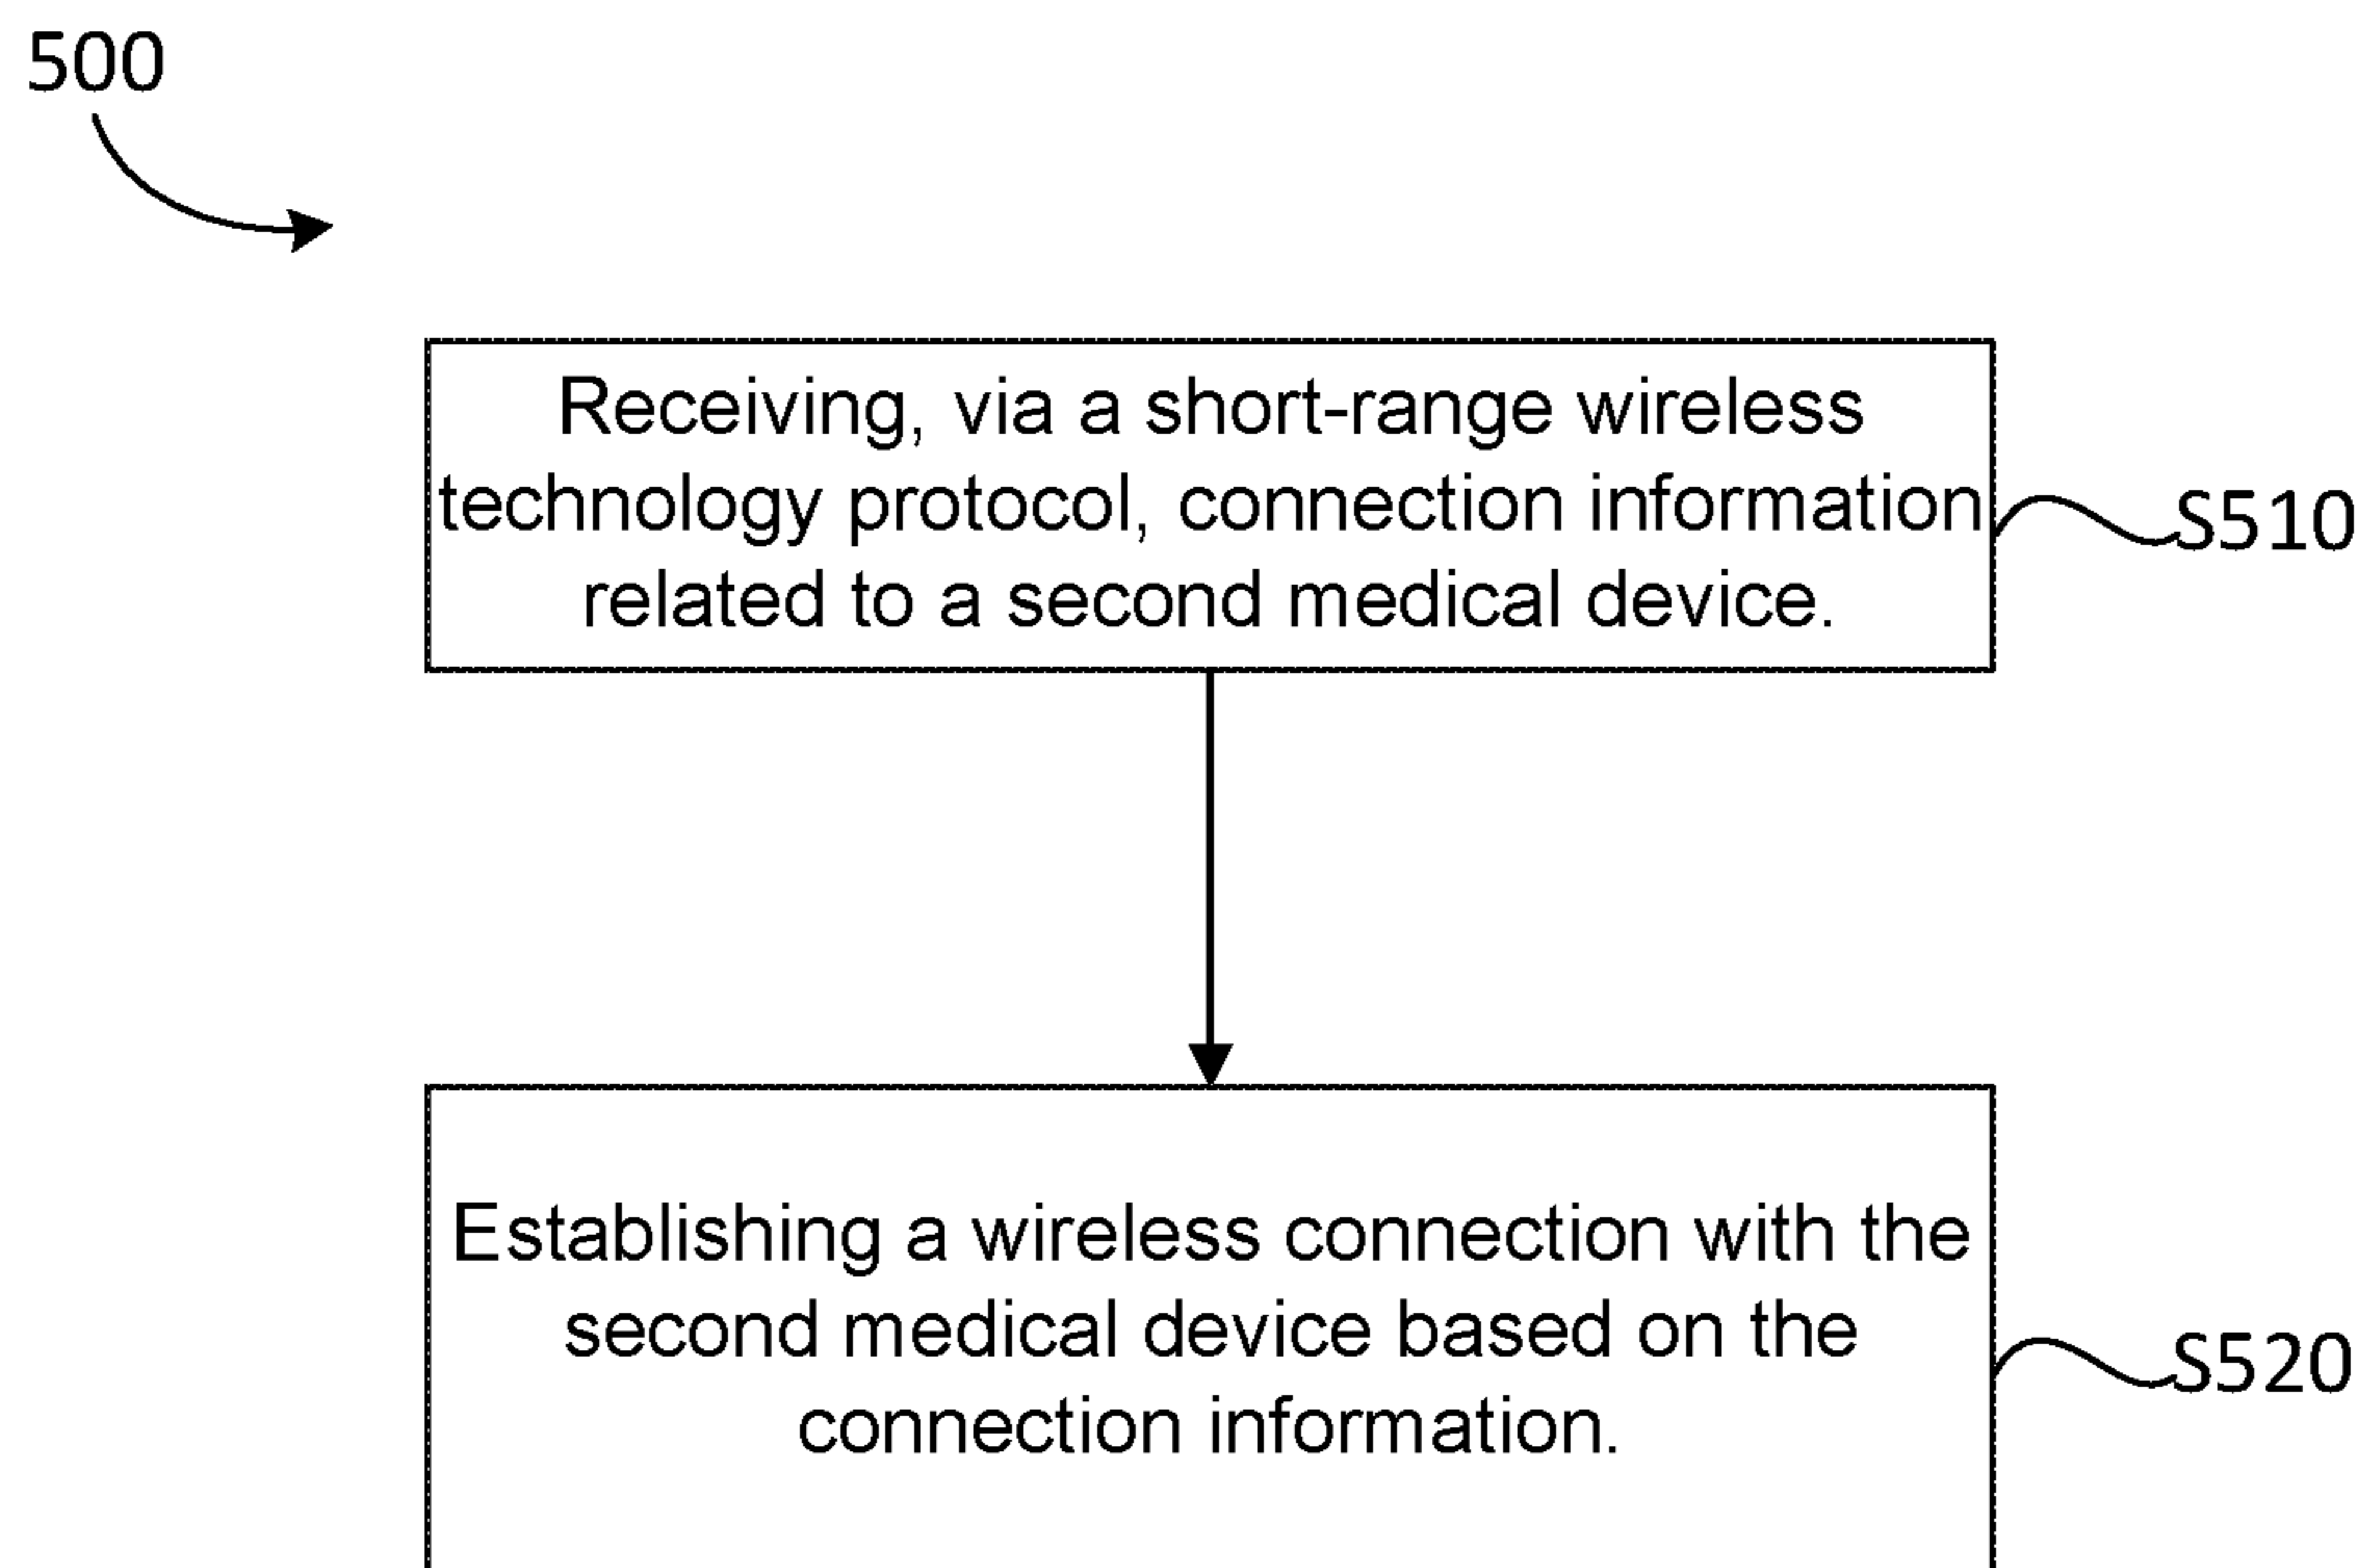 500
Receiving, via a short-range wireless
technology protocol, connection information
related to a second medical device.
S510
Establishing a wireless connection with the
second medical device based on the
connection information.
S520